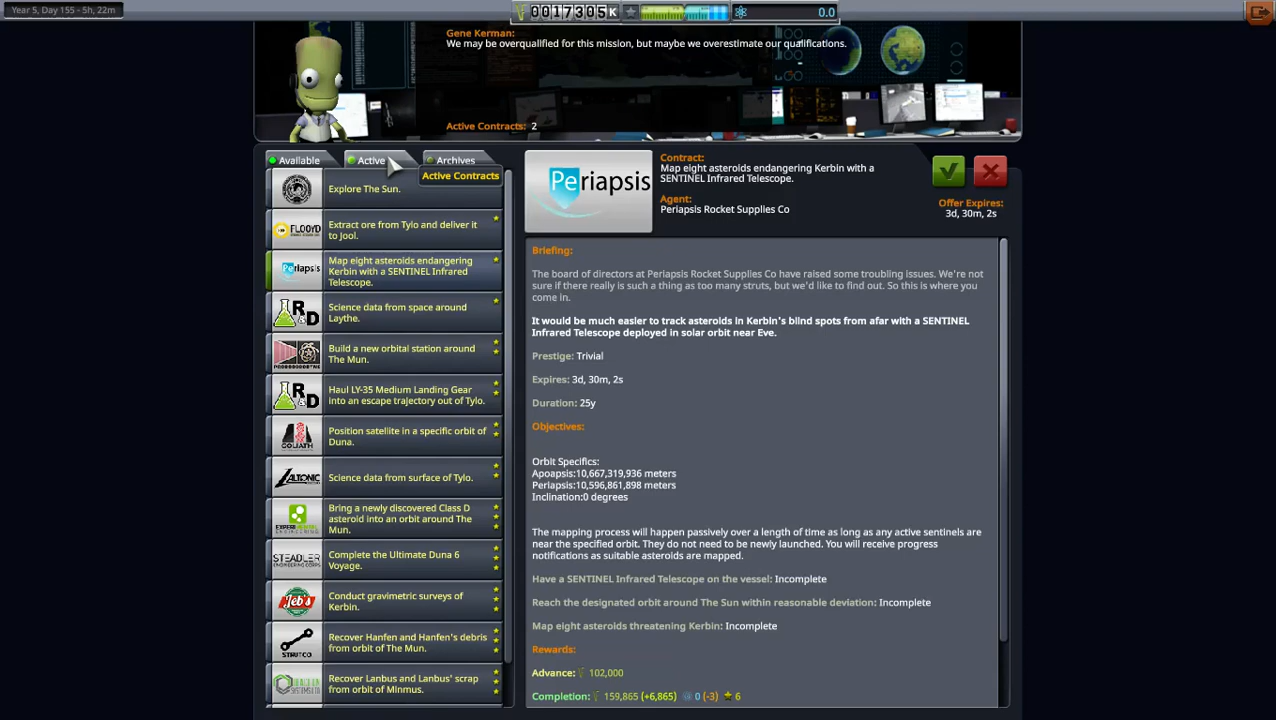 Year 5, Day 155 - 5h, 22m
0017305K
0.0
Gene Kerman:
We may be overqualified for this mission, but maybe we overestimate our qualifications.
Active Contracts: 2
Available
Active
Archives
Active Contracts
Explore The Sun.
FLOOYD
Extract ore from Tylo and deliver it
to Jool.
Periapsis
Map eight asteroids endangering
Kerbin with a SENTINEL Infrared
Telescope.
R&D
Science data from space around
Laythe.
Build a new orbital station around
The Mun.
R&D
Haul LY-35 Medium Landing Gear
into an escape trajectory out of Tylo.
GOLIATH
Position satellite in a specific orbit of
Duna.
Science data from surface of Tylo.
Bring a newly discovered Class D
asteroid into an orbit around The
Mun.
STEADLER
ENGINEERING CORPS
Complete the Ultimate Duna 6
Voyage.
Jeb's
Conduct gravimetric surveys of
Kerbin.
STRUTCO
Recover Hanfen and Hanfen's debris
from orbit of The Mun.
Recover Lanbus and Lanbus' scrap
from orbit of Minmus.
Periapsis
Contract:
Map eight asteroids endangering Kerbin with a
SENTINEL Infrared Telescope.
Agent:
Periapsis Rocket Supplies Co
Offer Expires:
3d, 30m, 2s
Briefing:
The board of directors at Periapsis Rocket Supplies Co have raised some troubling issues. We're not
sure if there really is such a thing as too many struts, but we'd like to find out. So this is where you
come in.
It would be much easier to track asteroids in Kerbin's blind spots from afar with a SENTINEL
Infrared Telescope deployed in solar orbit near Eve.
Prestige: Trivial
Expires: 3d, 30m, 2s
Duration: 25y
Objectives:
Orbit Specifics:
Apoapsis:10,667,319,936 meters
Periapsis:10,596,861,898 meters
Inclination:0 degrees
The mapping process will happen passively over a length of time as long as any active sentinels are
near the specified orbit. They do not need to be newly launched. You will receive progress
notifications as suitable asteroids are mapped.
Have a SENTINEL Infrared Telescope on the vessel: Incomplete
Reach the designated orbit around The Sun within reasonable deviation: Incomplete
Map eight asteroids threatening Kerbin: Incomplete
Rewards:
Advance: 102,000
Completion: 159,865 (+6,865) 0 (-3) 6